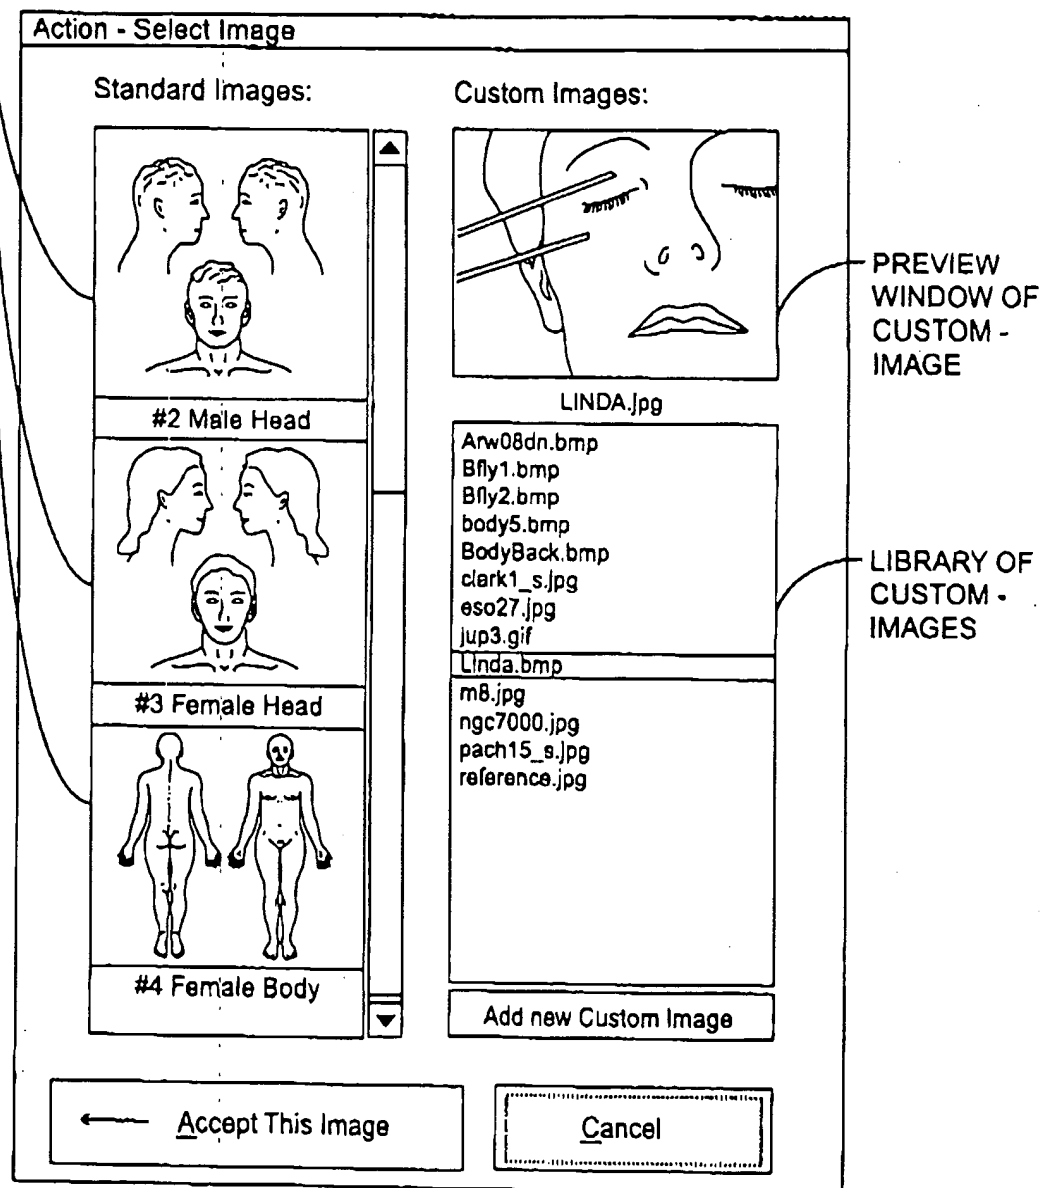 Action - Select Image
Standard Images:
#2 Male Head
#3 Female Head
#4 Female Body
Custom Images:
LINDA.jpg
Arw08dn.bmp
Bfly1.bmp
Bfly2.bmp
body5.bmp
BodyBack.bmp
clark1_s.jpg
eso27.jpg
jup3.gif
Linda.bmp
m8.jpg
ngc7000.jpg
pach15_s.jpg
reference.jpg
Add new Custom Image
Accept This Image
Cancel
PREVIEW
WINDOW OF
CUSTOM -
IMAGE
LIBRARY OF
CUSTOM -
IMAGES